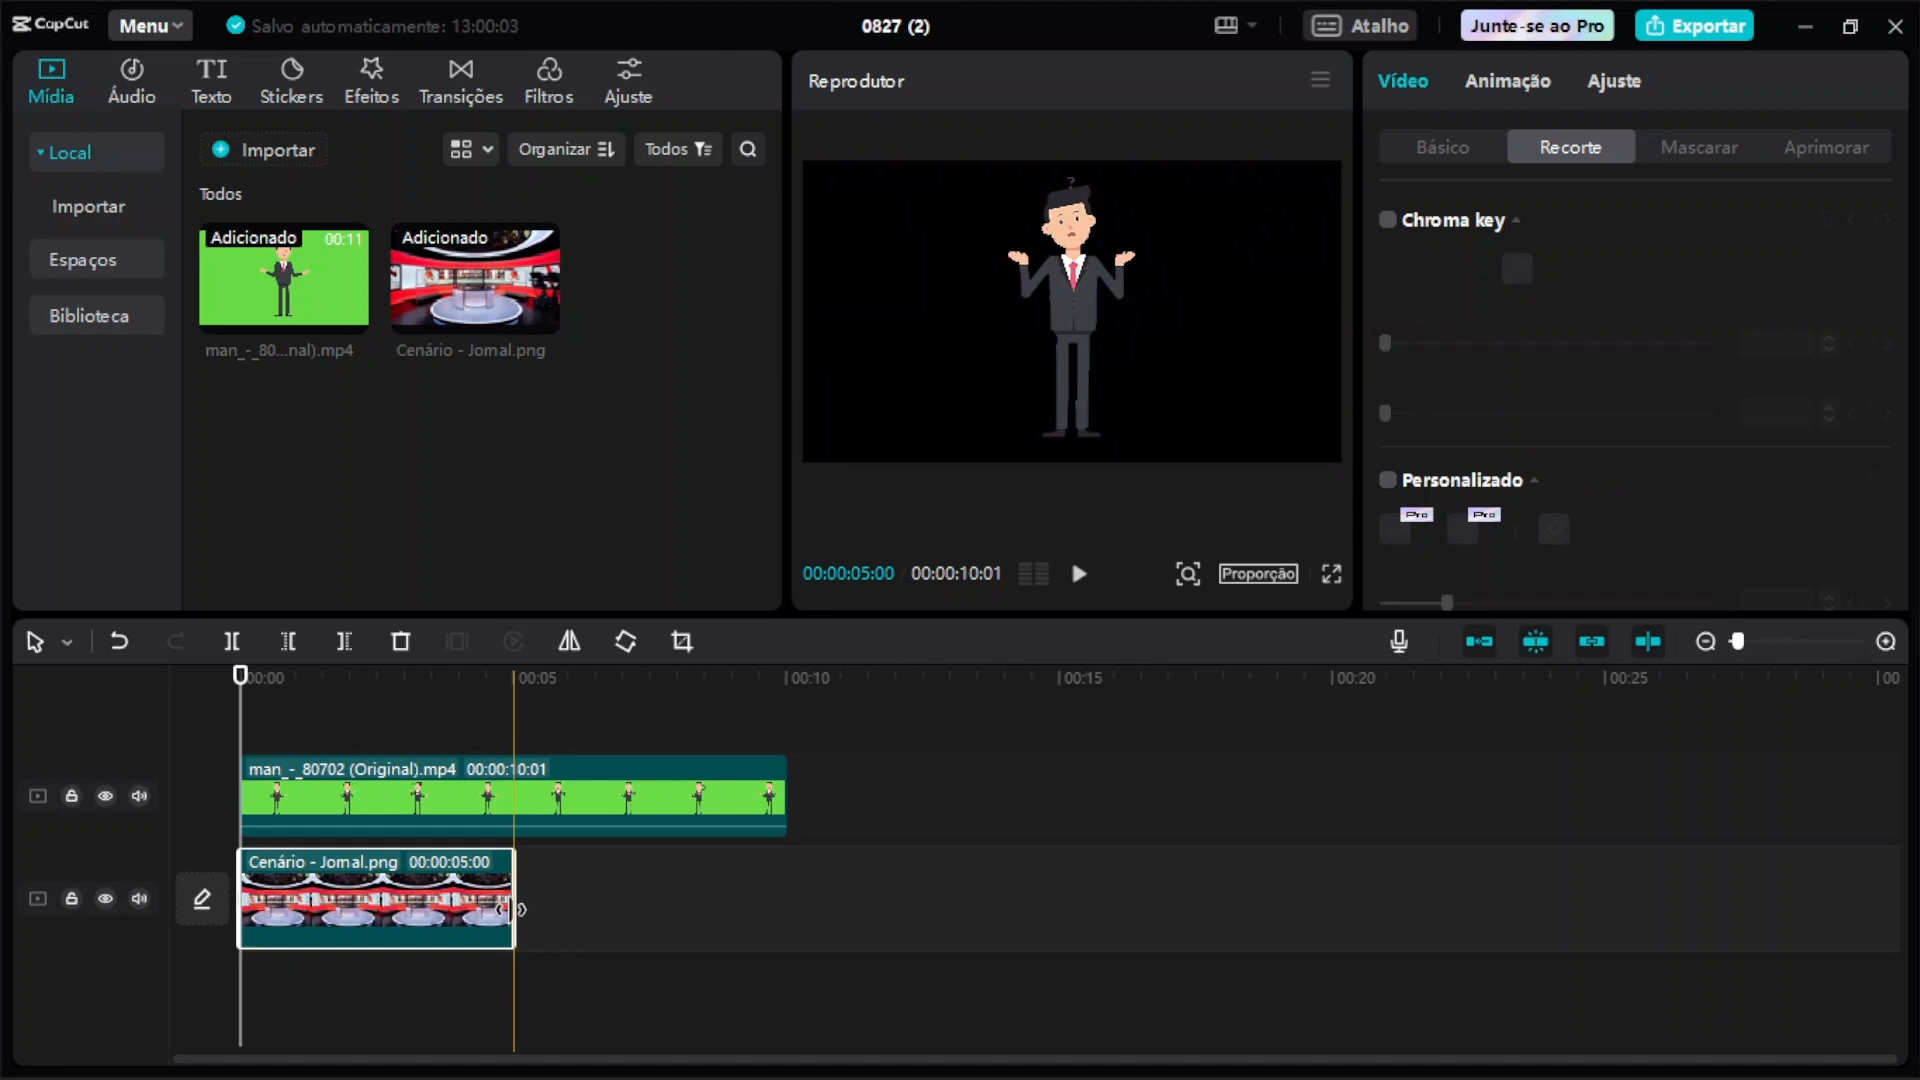 CapCut
Menu
Salvo automaticamente: 13:00:03
0827 (2)
Atalho
Junte-se ao Pro
Exportar
Mídia
Áudio
Texto
Stickers
Efeitos
Transições
Filtros
Ajuste
Local
Importar
Espaços
Biblioteca
Importar
Organizar
Todos
Todos
Adicionado
00:11
Adicionado
man_-_80...nal).mp4
Cenário - Jornal.png
Reprodutor
?
00:00:05:00
00:00:10:01
Proporção
Vídeo
Animação
Ajuste
Básico
Recorte
Mascarar
Aprimorar
Chroma key
Personalizado
Pro
Pro
00:00
00:05
00:10
00:15
00:20
00:25
00
man_-_80702 (Original).mp4 00:00:10:01
Cenário - Jornal.png 00:00:05:00